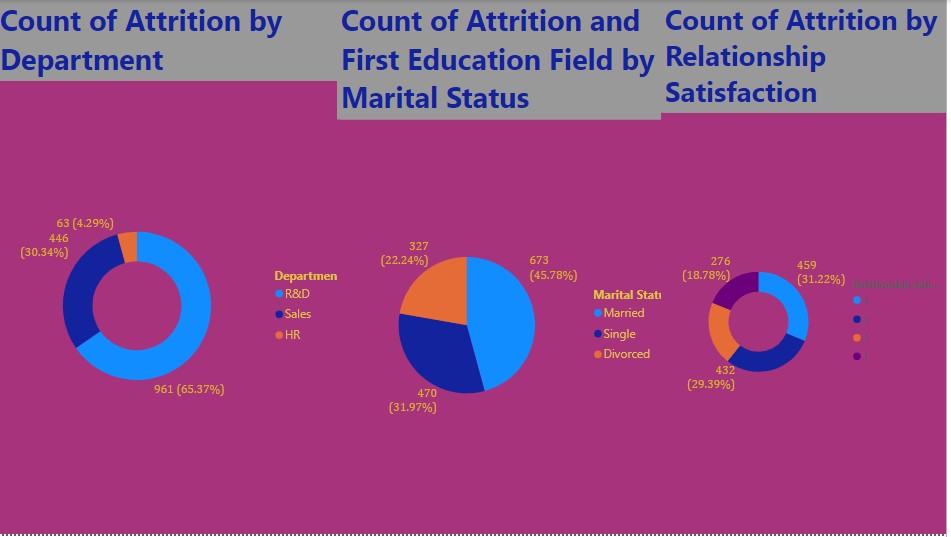 Count of Attrition by
Department
63 (4.29%)
446
(30.34%)
961 (65.37%)
Departmen
R&D
Sales
HR
Count of Attrition and
First Education Field by
Marital Status
327
(22.24%)
673
(45.78%)
470
(31.97%)
Marital Statu
Married
Single
Divorced
Count of Attrition by
Relationship
Satisfaction
276
(18.78%)
459
(31.22%)
432
(29.39%)